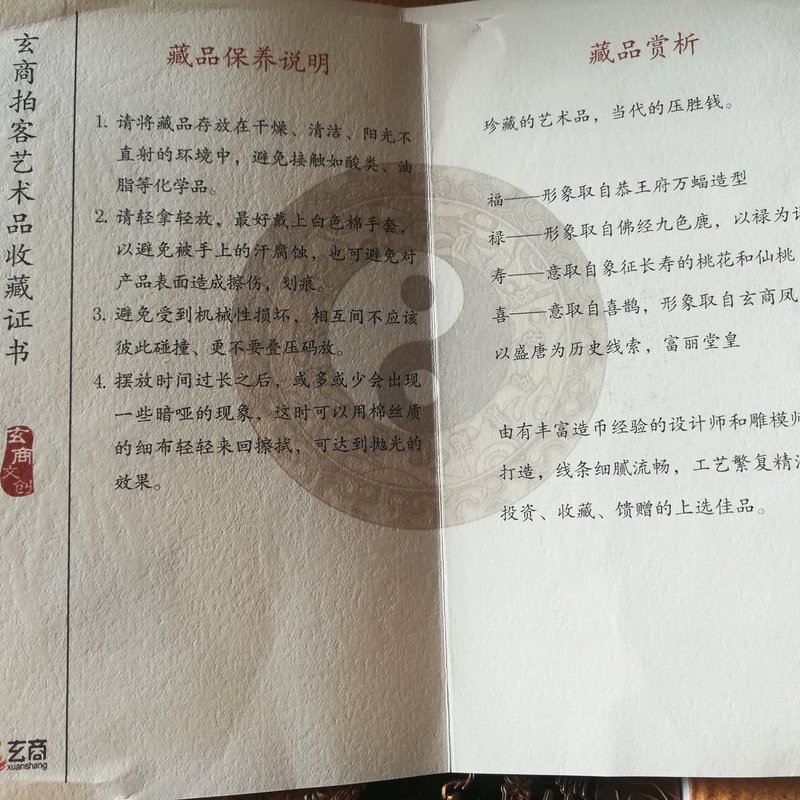 玄商拍客艺术品收藏证书
玄商
文创
玄商
xuanshang
藏品保养说明
1. 请将藏品存放在干燥、清洁、阳光不
直射的环境中，避免接触如酸类、油
脂等化学品。
2. 请轻拿轻放，最好戴上白色棉手套，
以避免被手上的汗腐蚀，也可避免对
产品表面造成擦伤，划痕。
3. 避免受到机械性损坏，相互间不应该
彼此碰撞、更不要叠压码放。
4. 摆放时间过长之后，或多或少会出现
一些暗哑的现象，这时可以用棉丝质
的细布轻轻来回擦拭，可达到抛光的
效果。
藏品赏析
珍藏的艺术品，当代的压胜钱。
福——形象取自恭王府万蝠造型
禄——形象取自佛经九色鹿，以禄为
寿——意取自象征长寿的桃花和仙桃
喜——意取自喜鹊，形象取自玄商凤
以盛唐为历史线索，富丽堂皇
由有丰富造币经验的设计师和雕模师
打造，线条细腻流畅，工艺繁复精
投资、收藏、馈赠的上选佳品。